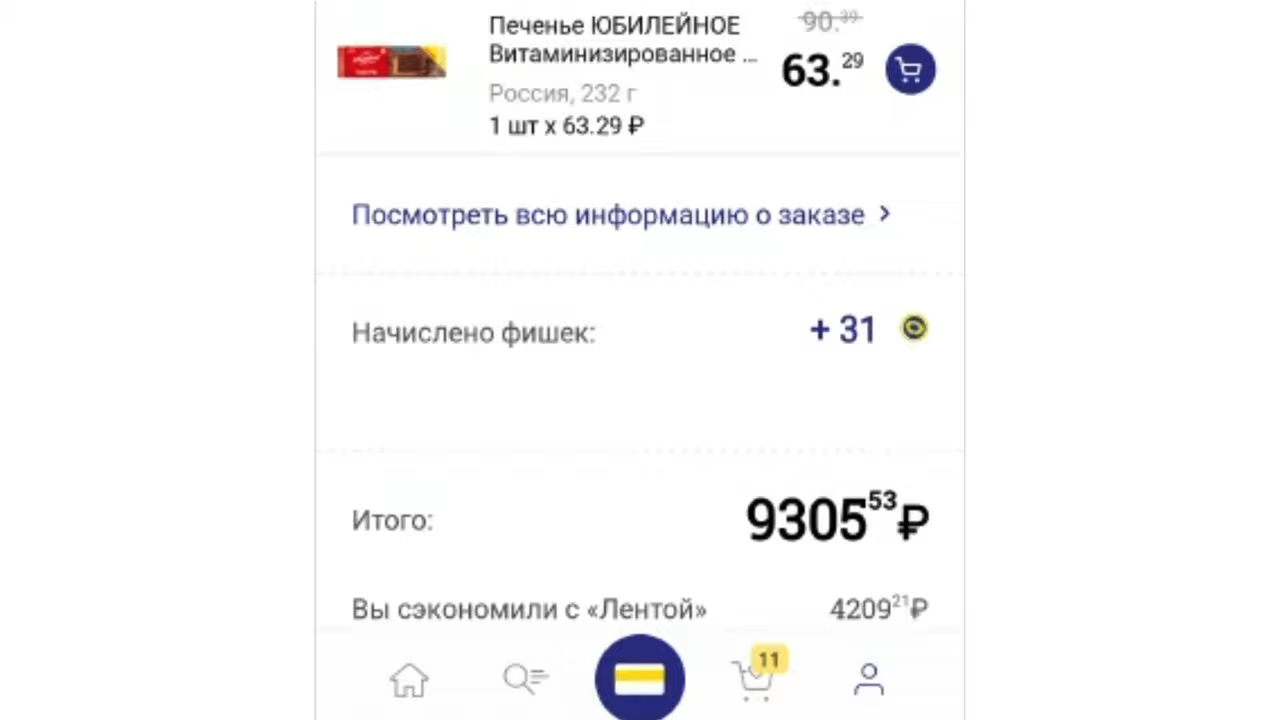 Печенье ЮБИЛЕЙНОЕ
90.39
Витаминизированное ...
63.29
Россия, 232 г
1 шт x 63.29 ₽
Посмотреть всю информацию о заказе >
Начислено фишек:
+ 31
Итого:
9305 53 ₽
Вы сэкономили с «Лентой»
4209 21 ₽
11